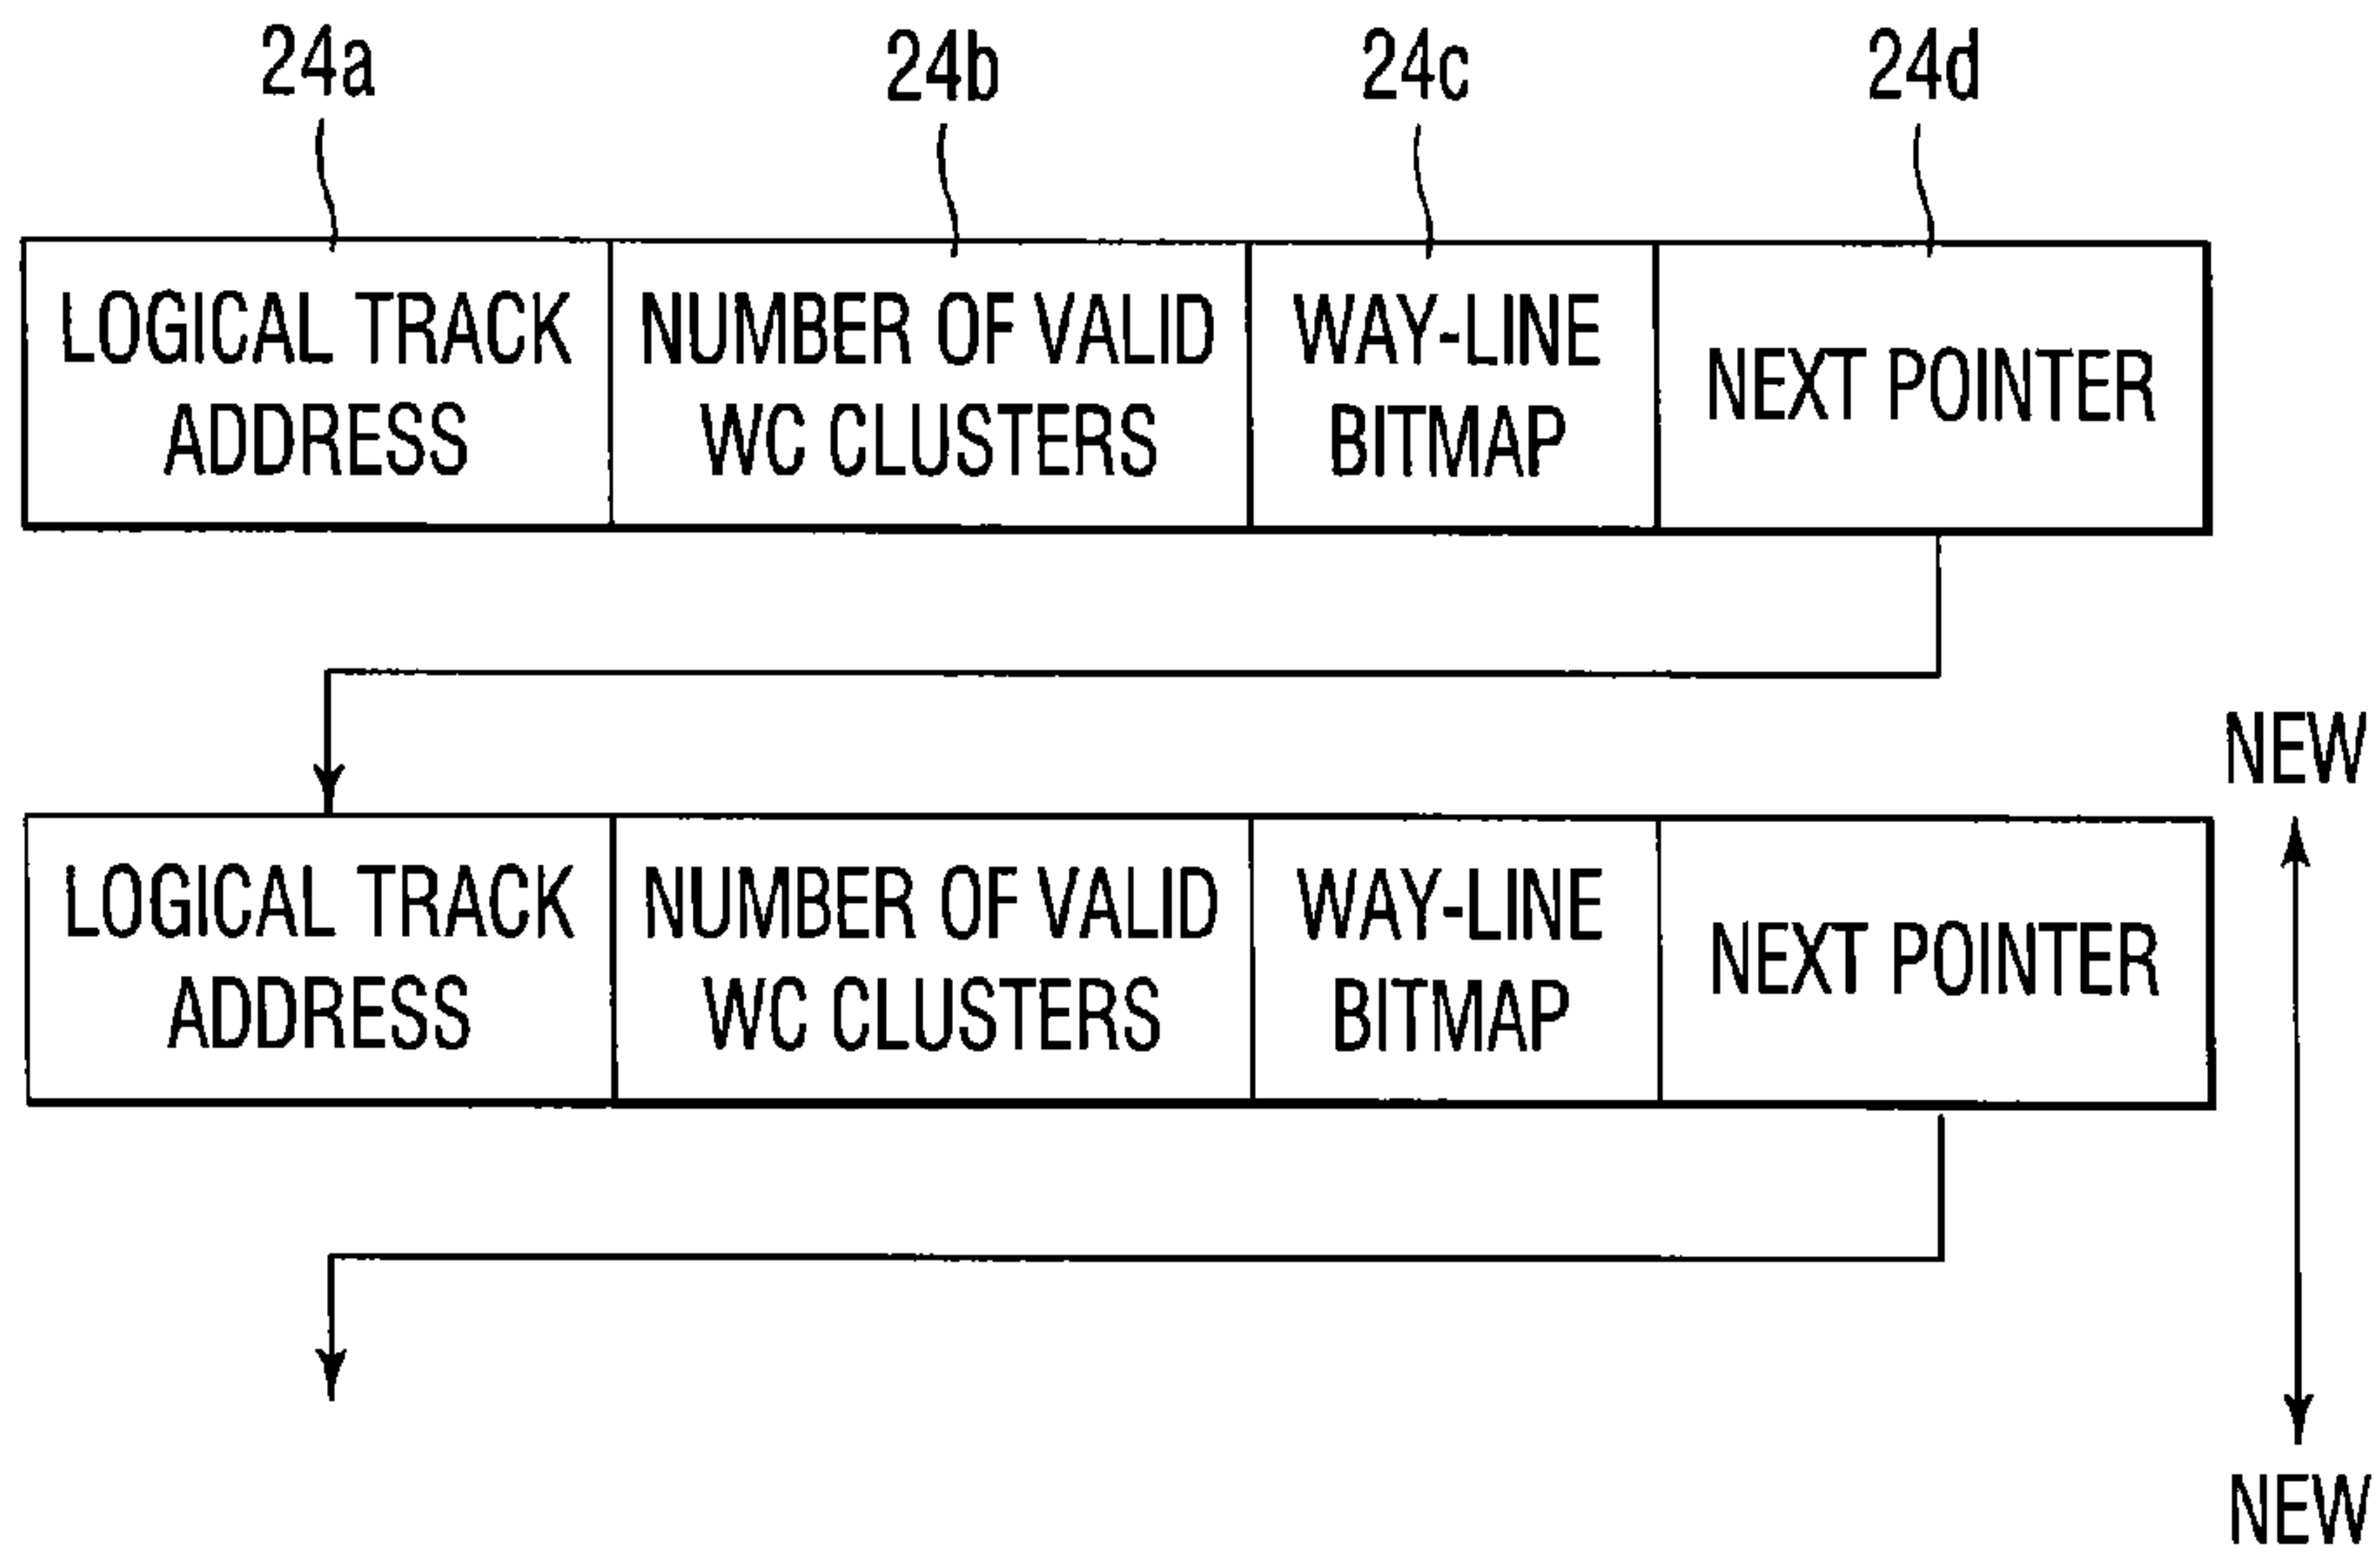 24a 24b 24c 24d
LOGICAL TRACK NUMBER OF VALID WAY-LINE NEXT POINTER
ADDRESS WC CLUSTERS BITMAP
NEW
LOGICAL TRACK NUMBER OF VALID WAY-LINE NEXT POINTER
ADDRESS WC CLUSTERS BITMAP
NEW